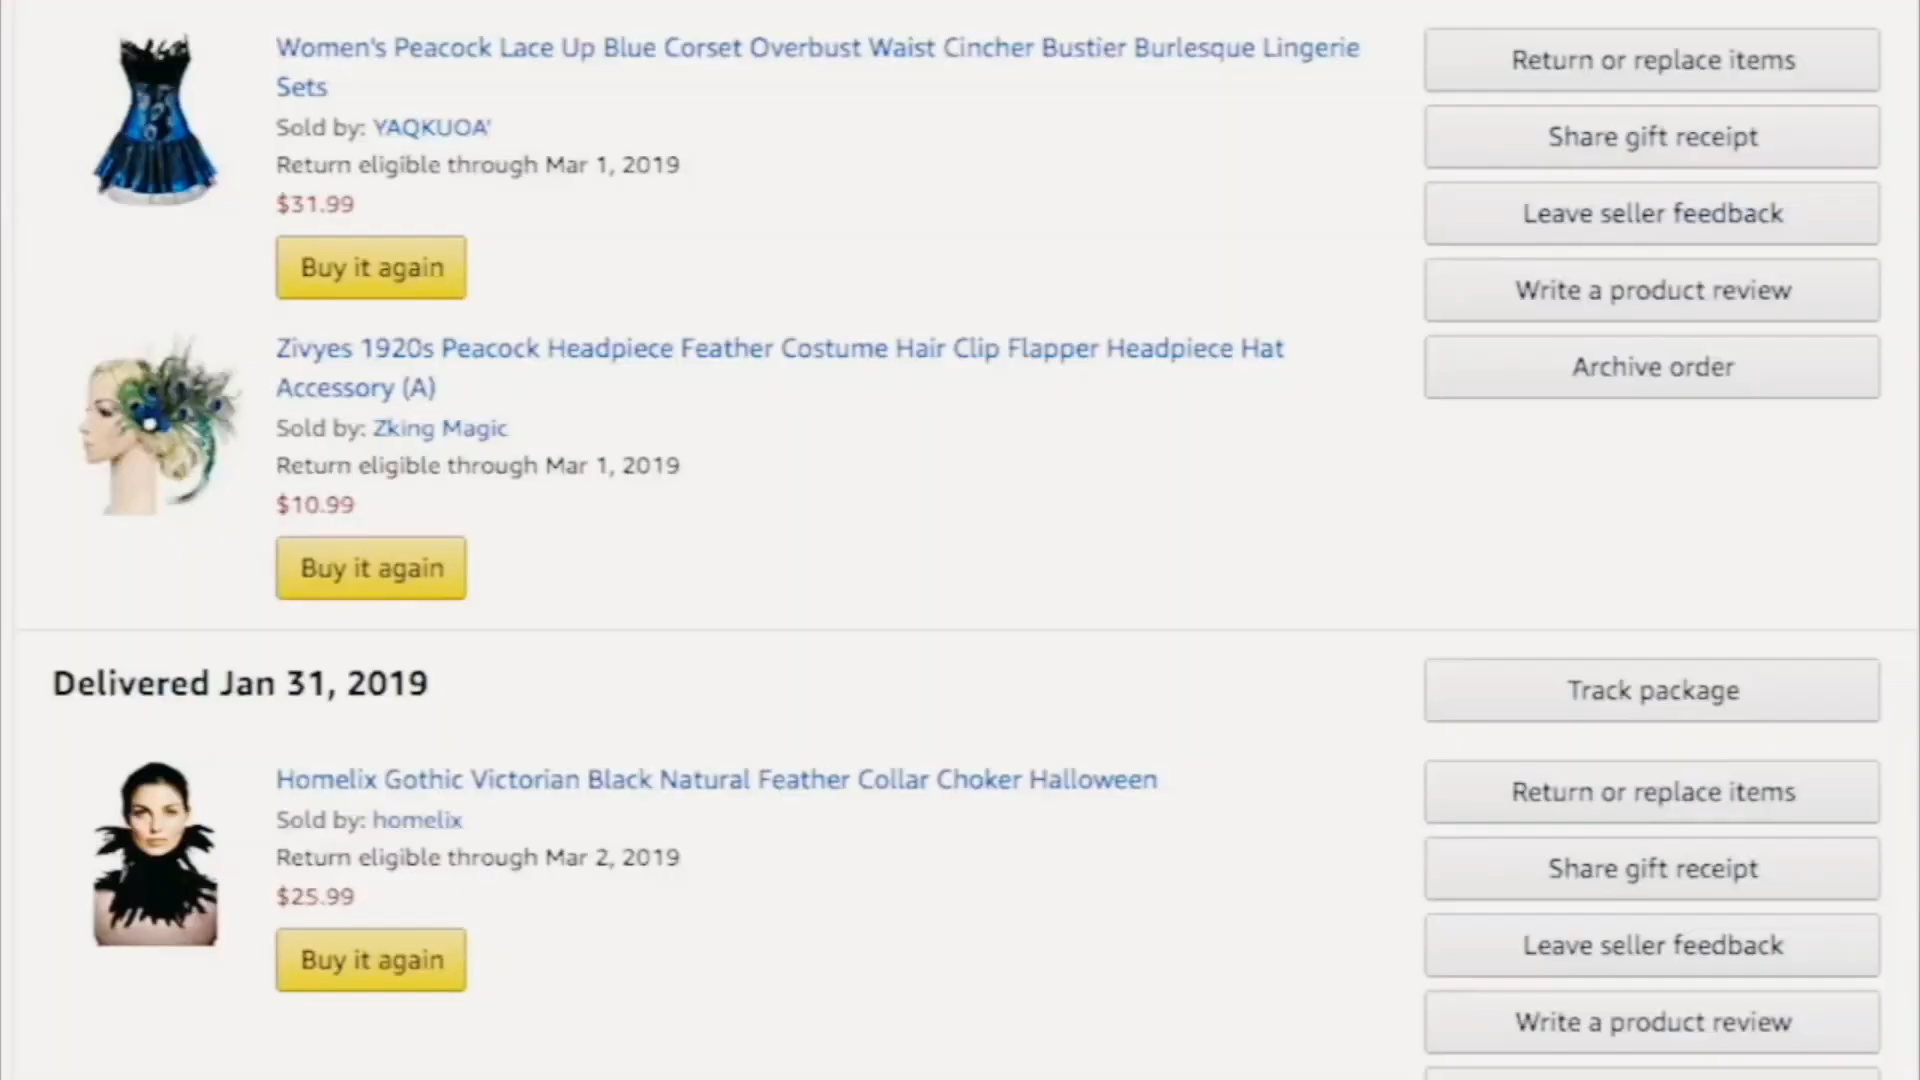 Women's Peacock Lace Up Blue Corset Overbust Waist Cincher Bustier Burlesque Lingerie
Sets
Sold by: YAQKUOA'
Return eligible through Mar 1, 2019
$31.99
Buy it again
Return or replace items
Share gift receipt
Leave seller feedback
Write a product review
Archive order
Zivyes 1920s Peacock Headpiece Feather Costume Hair Clip Flapper Headpiece Hat
Accessory (A)
Sold by: Zking Magic
Return eligible through Mar 1, 2019
$10.99
Buy it again
Delivered Jan 31, 2019
Track package
Homelix Gothic Victorian Black Natural Feather Collar Choker Halloween
Sold by: homelix
Return eligible through Mar 2, 2019
$25.99
Buy it again
Return or replace items
Share gift receipt
Leave seller feedback
Write a product review